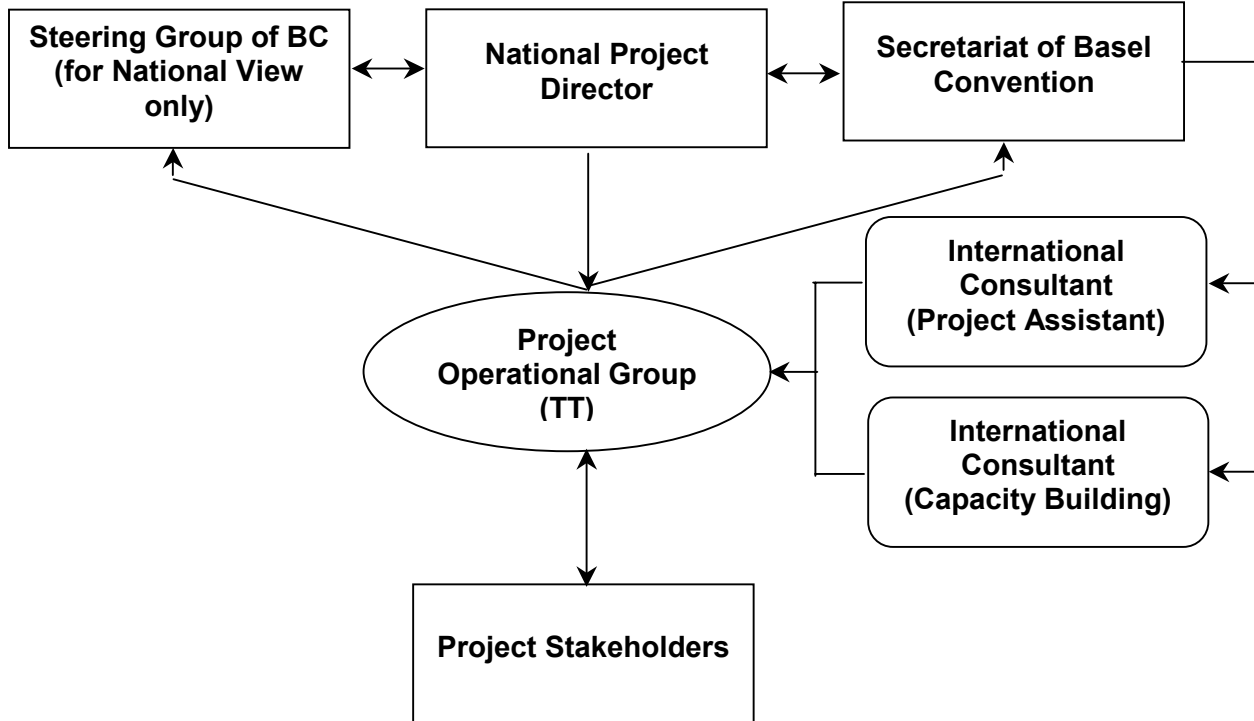 Steering Group of BC
(for National View
only)
National Project
Director
Secretariat of Basel
Convention
International
Consultant
(Project Assistant)
Project
Operational Group
(TT)
International
Consultant
(Capacity Building)
Project Stakeholders